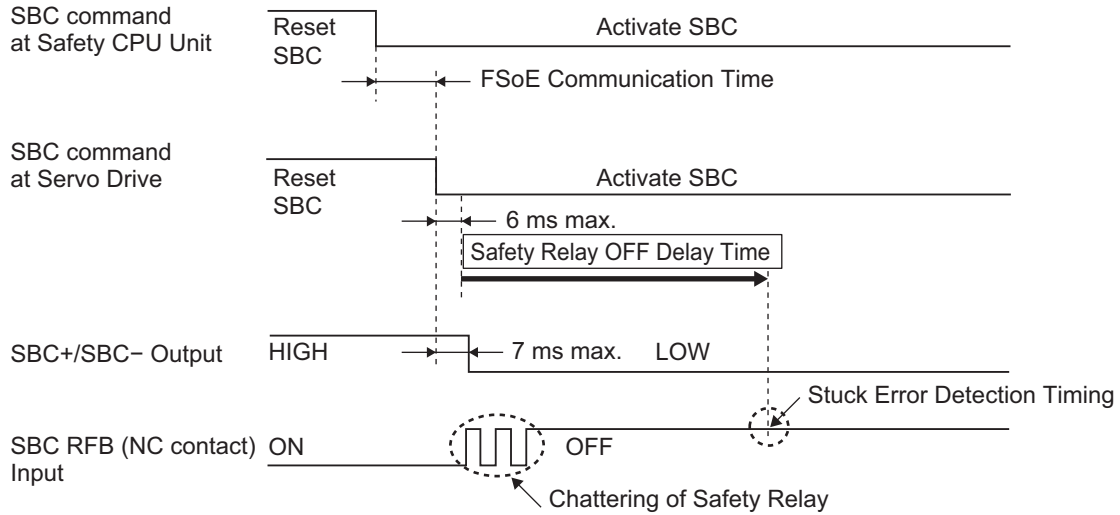 SBC command
at Safety CPU Unit
Reset
SBC
Activate SBC
FSoE Communication Time
SBC command
at Servo Drive
Reset
SBC
Activate SBC
6 ms max.
Safety Relay OFF Delay Time
SBC+/SBC− Output
HIGH
7 ms max.
LOW
Stuck Error Detection Timing
SBC RFB (NC contact)
Input
ON
OFF
Chattering of Safety Relay